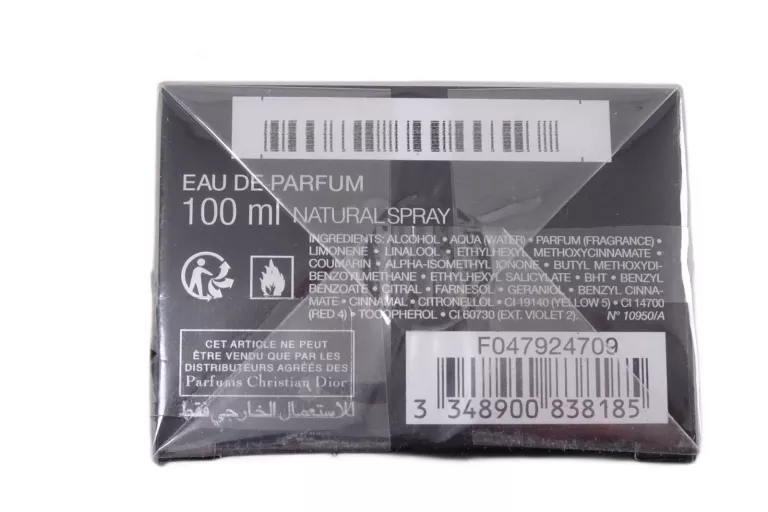 EAU DE PARFUM
100 ml NATURAL SPRAY
INGREDIENTS: ALCOHOL • AQUA (WATER) • PARFUM (FRAGRANCE) •
LIMONENE • LINALOOL • ETHYLHEXYL METHOXYCINNAMATE •
COUMARIN • ALPHA-ISOMETHYL IONONE • BUTYL METHOXYDI-
BENZOYLMETHANE • ETHYLHEXYL SALICYLATE • BHT • BENZYL
BENZOATE • CITRAL • FARNESOL • GERANIOL • BENZYL CINNA-
MATE • CINNAMAL • CITRONELLOL • CI 19140 (YELLOW 5) • CI 14700
(RED 4) • TOCOPHEROL • CI 60730 (EXT. VIOLET 2). N° 10950/A
CET ARTICLE NE PEUT
ÊTRE VENDU QUE PAR LES
DISTRIBUTEURS AGRÉÉS DES
Parfums Christian Dior
للاستعمال الخارجي فقط
F047924709
3 348900 838185